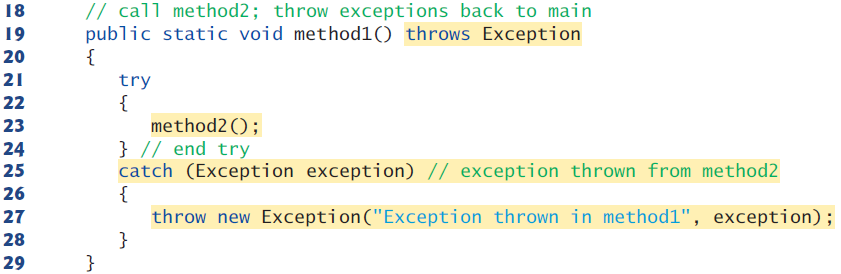 18 // call method2; throw exceptions back to main
19 public static void method1() throws Exception
20 {
21 try
22 {
23 method2();
24 } // end try
25 catch (Exception exception) // exception thrown from method2
26 {
27 throw new Exception("Exception thrown in method1", exception);
28 }
29 }